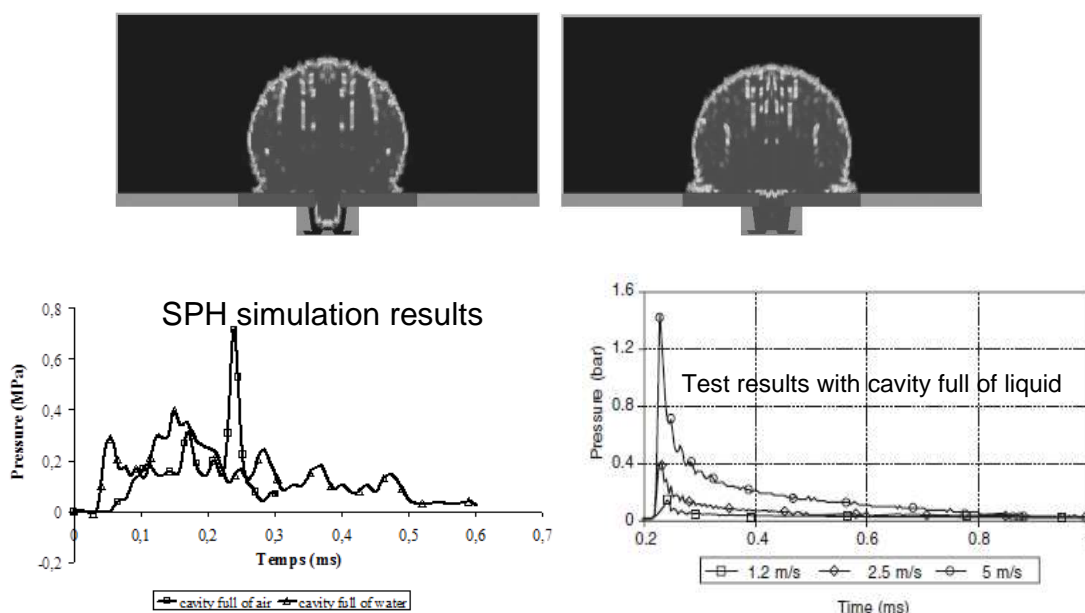 SPH simulation results
Pressure (MPa)
0,8
0,6
0,4
0,2
0
-0,2
0 0,1 0,2 0,3 0,4 0,5 0,6 0,7
Temps (ms)
cavity full of air cavity full of water
Test results with cavity full of liquid
Pressure (bar)
1.6
1.2
0.8
0.4
0
0.2 0.4 0.6 0.8
1.2 m/s 2.5 m/s 5 m/s
Time (ms)